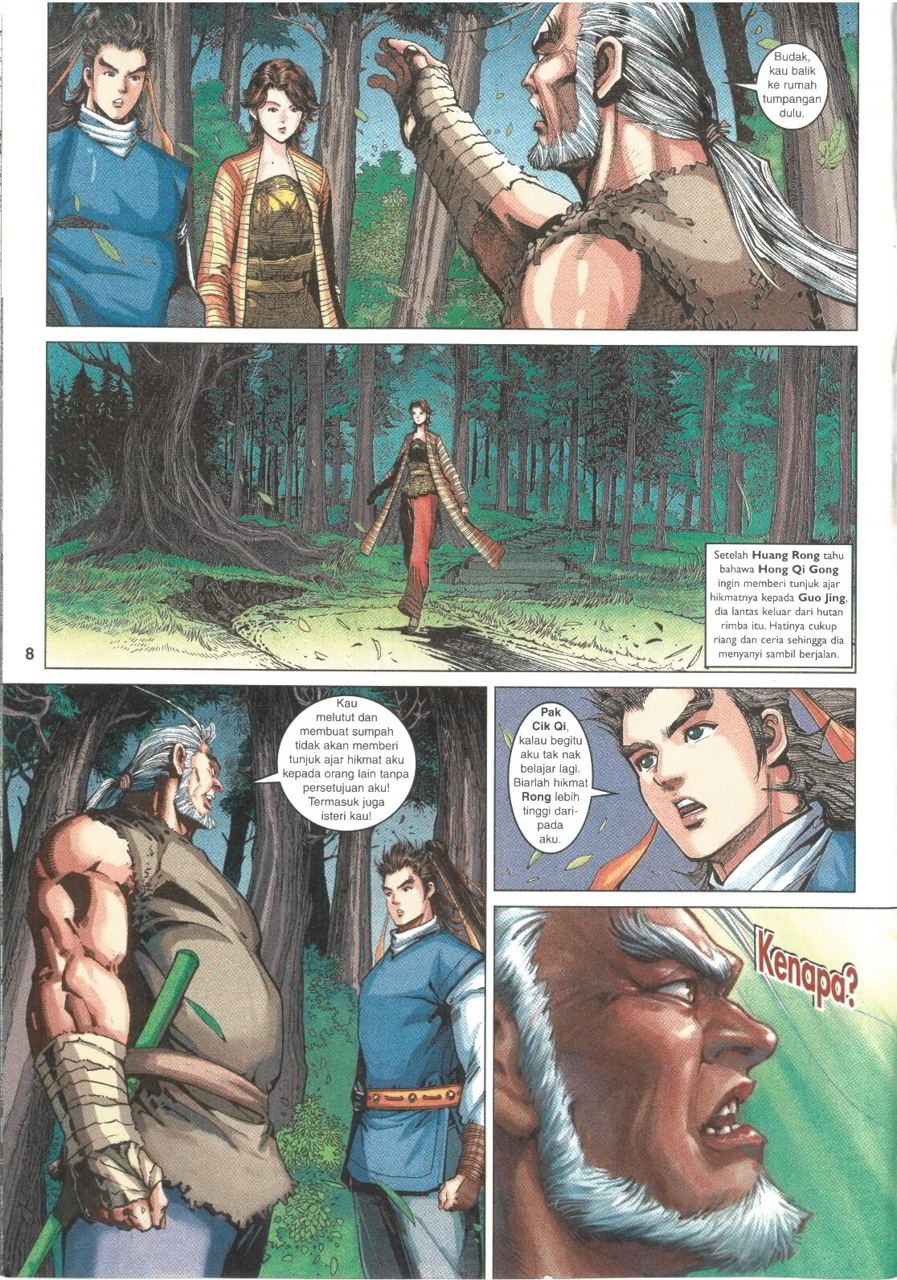 Budak,
kau balik
ke rumah
tumpangan
dulu.
Setelah Huang Rong tahu
bahawa Hong Qi Gong
ingin memberi tunjuk ajar
hikmatnya kepada Guo Jing,
dia lantas keluar dari hutan
rimba itu. Hatinya cukup
riang dan ceria sehingga dia
menyanyi sambil berjalan.
8
Kau
melutut dan
membuat sumpah
tidak akan memberi
tunjuk ajar hikmat aku
kepada orang lain tanpa
persetujuan aku!
Termasuk juga
isteri kau!
Pak
Cik Qi,
kalau begitu
aku tak nak
belajar lagi.
Biarlah hikmat
Rong lebih
tinggi dari-
pada
aku.
Kenapa?